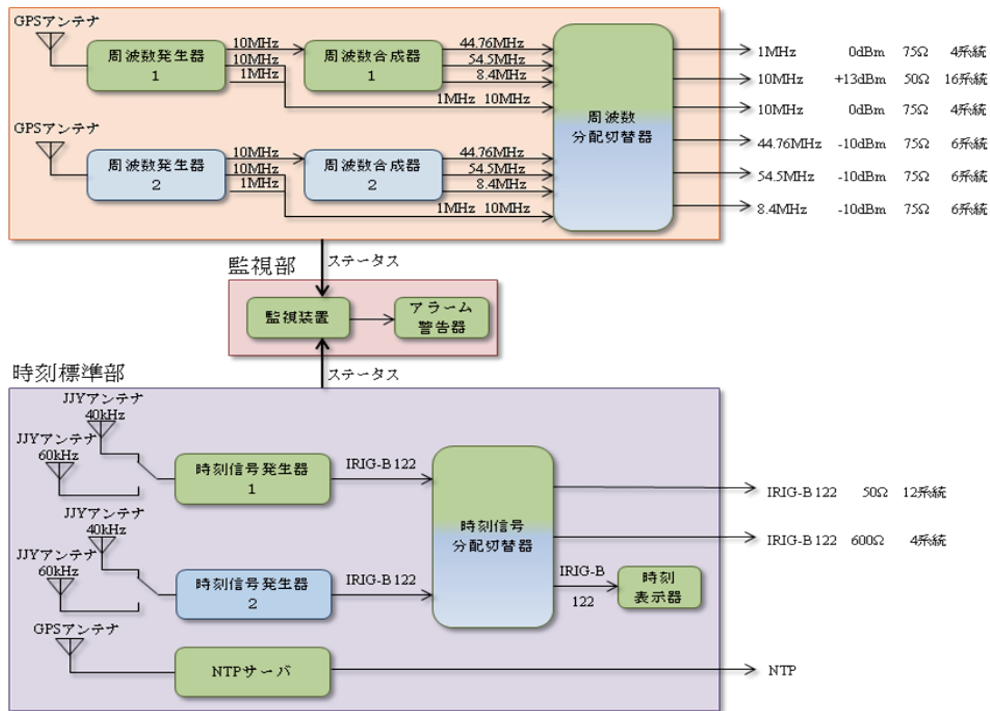 GPSアンテナ
周波数発生器
1
10MHz
10MHz
1MHz
周波数合成器
1
44.76MHz
54.5MHz
8.4MHz
1MHz 10MHz
GPSアンテナ
周波数発生器
2
10MHz
10MHz
1MHz
周波数合成器
2
44.76MHz
54.5MHz
8.4MHz
1MHz 10MHz
周波数
分配切替器
1MHz 0dBm 75Ω 4系統
10MHz +13dBm 50Ω 16系統
10MHz 0dBm 75Ω 4系統
44.76MHz -10dBm 75Ω 6系統
54.5MHz -10dBm 75Ω 6系統
8.4MHz -10dBm 75Ω 6系統
ステータス
監視部
監視装置
アラーム
警告器
ステータス
時刻標準部
JJYアンテナ
40kHz
JJYアンテナ
60kHz
時刻信号発生器
1
IRIG-B 122
JJYアンテナ
40kHz
JJYアンテナ
60kHz
時刻信号発生器
2
IRIG-B 122
時刻信号
分配切替器
IRIG-B 122 50Ω 12系統
IRIG-B 122 600Ω 4系統
IRIG-B
122
時刻
表示器
GPSアンテナ
NTPサーバ
NTP